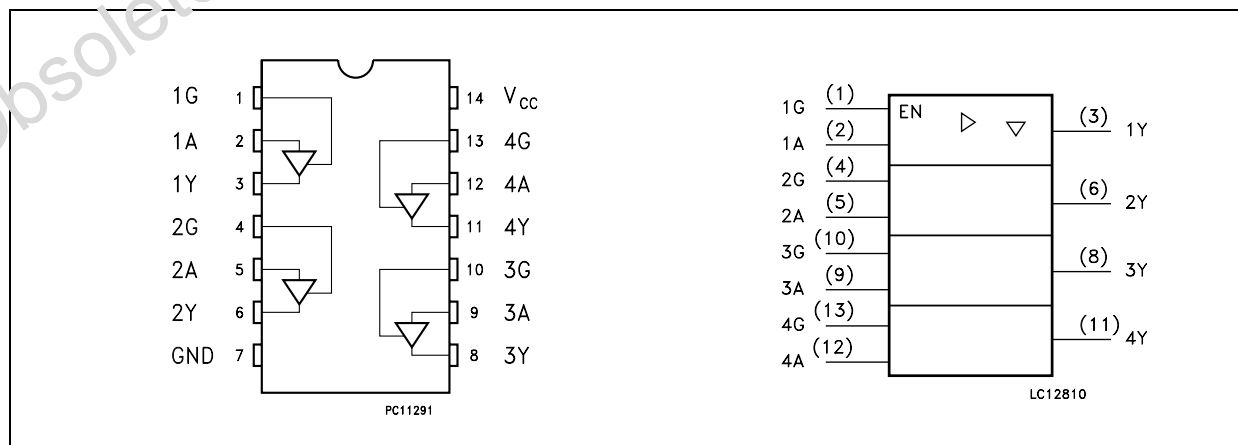 Obsolete
1G 1
1A 2
1Y 3
2G 4
2A 5
2Y 6
GND 7
14 VCC
13 4G
12 4A
11 4Y
10 3G
9 3A
8 3Y
PC11291
1G (1)
1A (2)
2G (4)
2A (5)
3G (10)
3A (9)
4G (13)
4A (12)
EN
(3) 1Y
(6) 2Y
(8) 3Y
(11) 4Y
LC12810